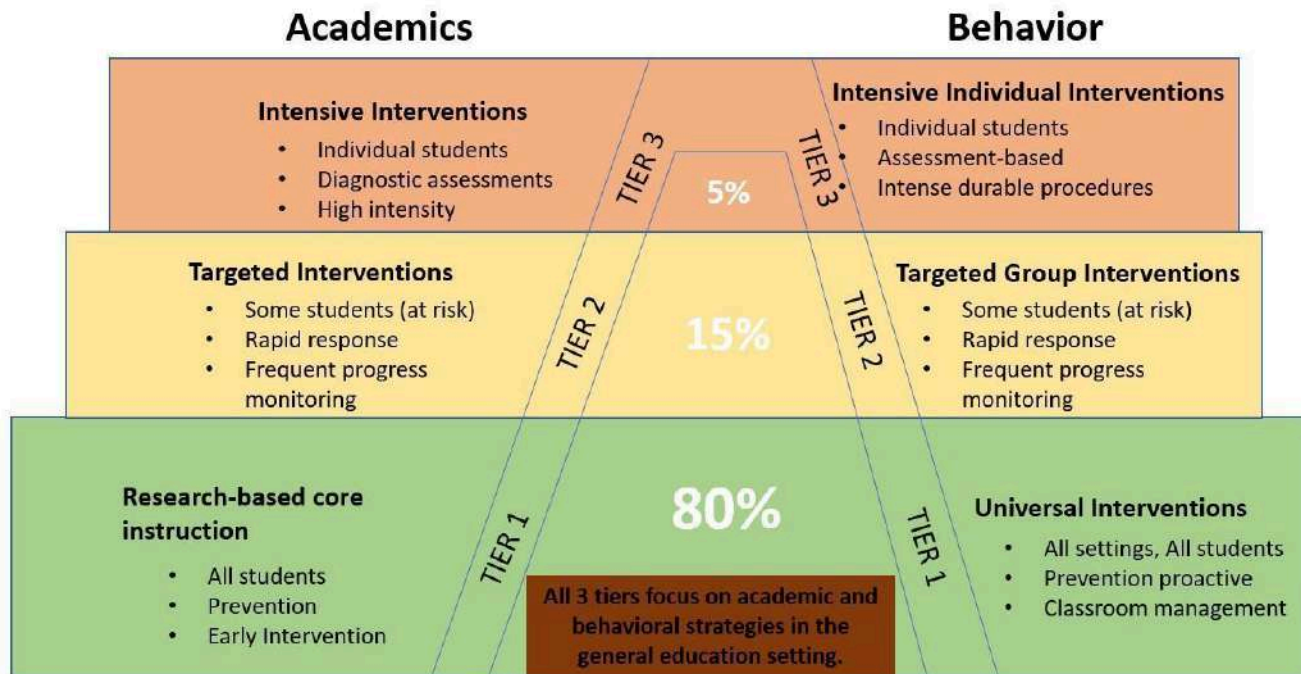 Academics
Behavior
Intensive Interventions
• Individual students
• Diagnostic assessments
• High intensity
TIER 3
5%
TIER 3
Intensive Individual Interventions
• Individual students
• Assessment-based
• Intense durable procedures
Targeted Interventions
• Some students (at risk)
• Rapid response
• Frequent progress
monitoring
TIER 2
15%
TIER 2
Targeted Group Interventions
• Some students (at risk)
• Rapid response
• Frequent progress
monitoring
Research-based core
instruction
• All students
• Prevention
• Early Intervention
TIER 1
80%
All 3 tiers focus on academic and
behavioral strategies in the
general education setting.
TIER 1
Universal Interventions
• All settings, All students
• Prevention proactive
• Classroom management